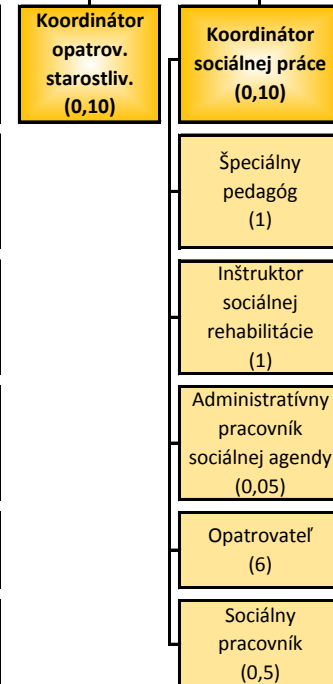 Koordinátor
opatrov.
starostliv.
(0,10)
Koordinátor
sociálnej práce
(0,10)
Špeciálny
pedagóg
(1)
Inštruktor
sociálnej
rehabilitácie
(1)
Administratívny
pracovník
sociálnej agendy
(0,05)
Opatrovateľ
(6)
Sociálny
pracovník
(0,5)